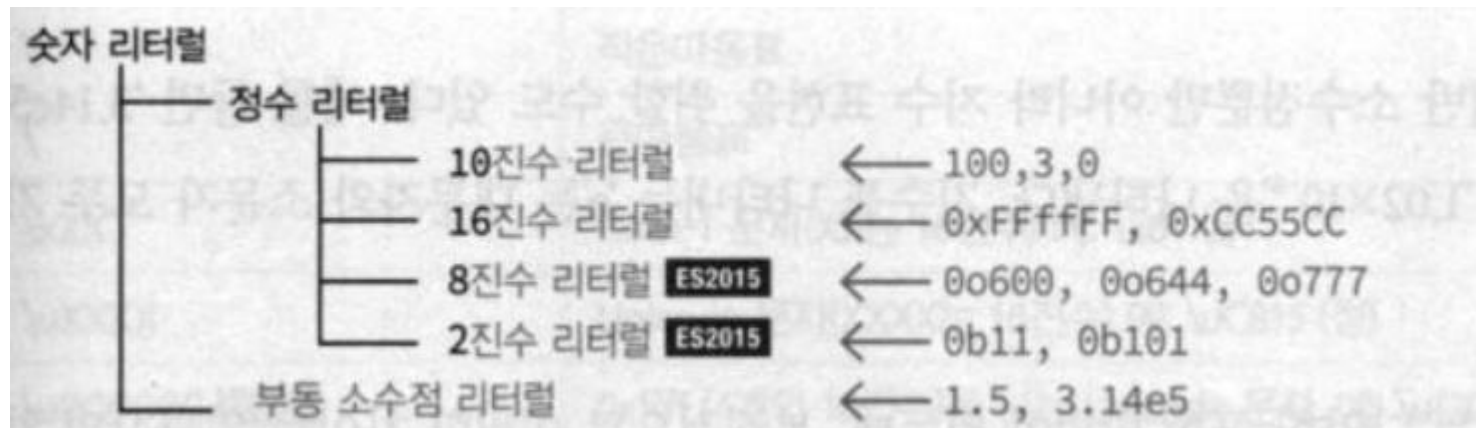 숫자 리터럴
정수 리터럴
10진수 리터럴 ← 100,3,0
16진수 리터럴 ← 0xFFffFF, 0xCC55CC
8진수 리터럴 ES2015 ← 0o600, 0o644, 0o777
2진수 리터럴 ES2015 ← 0b11, 0b101
부동 소수점 리터럴 ← 1.5, 3.14e5